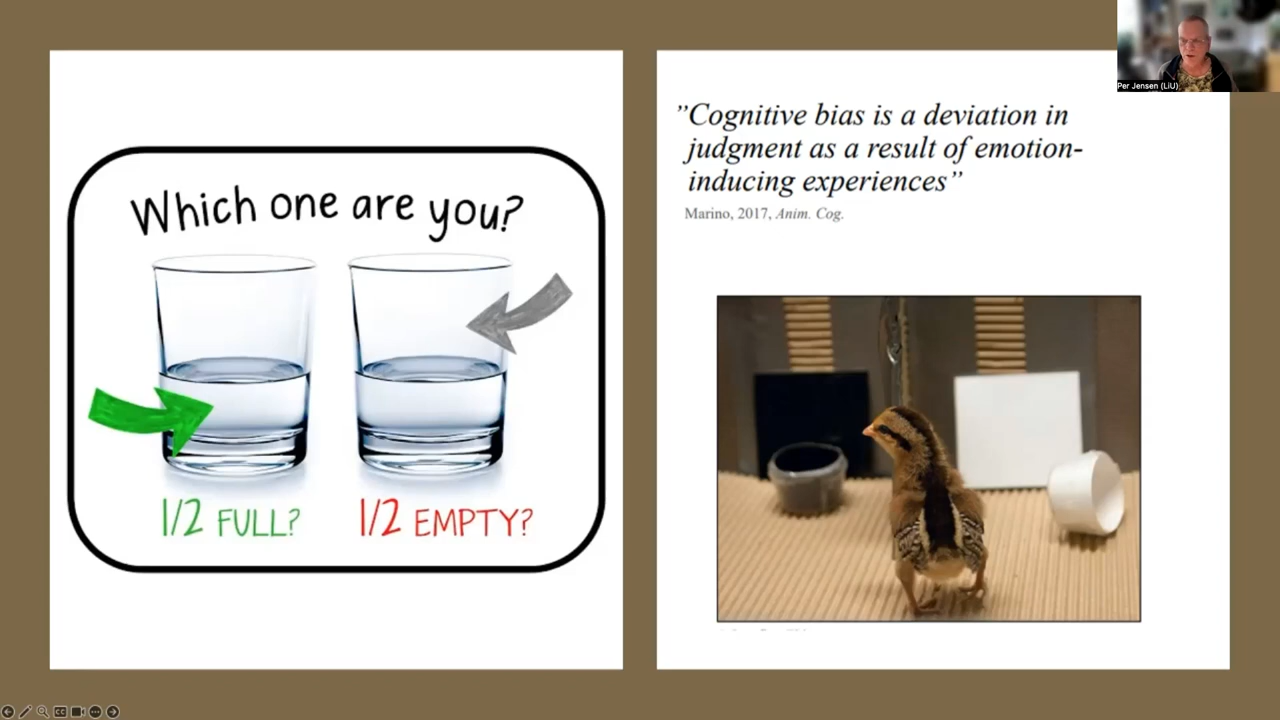 Which one are you?
1/2 FULL?
1/2 EMPTY?
”Cognitive bias is a deviation in
judgment as a result of emotion-
inducing experiences”
Marino, 2017, Anim. Cog.
Per Jensen (LiU)